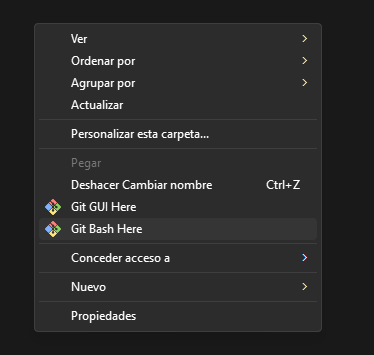 Ver
Ordenar por
Agrupar por
Actualizar
Personalizar esta carpeta...
Pegar
Deshacer Cambiar nombre Ctrl+Z
Git GUI Here
Git Bash Here
Conceder acceso a
Nuevo
Propiedades